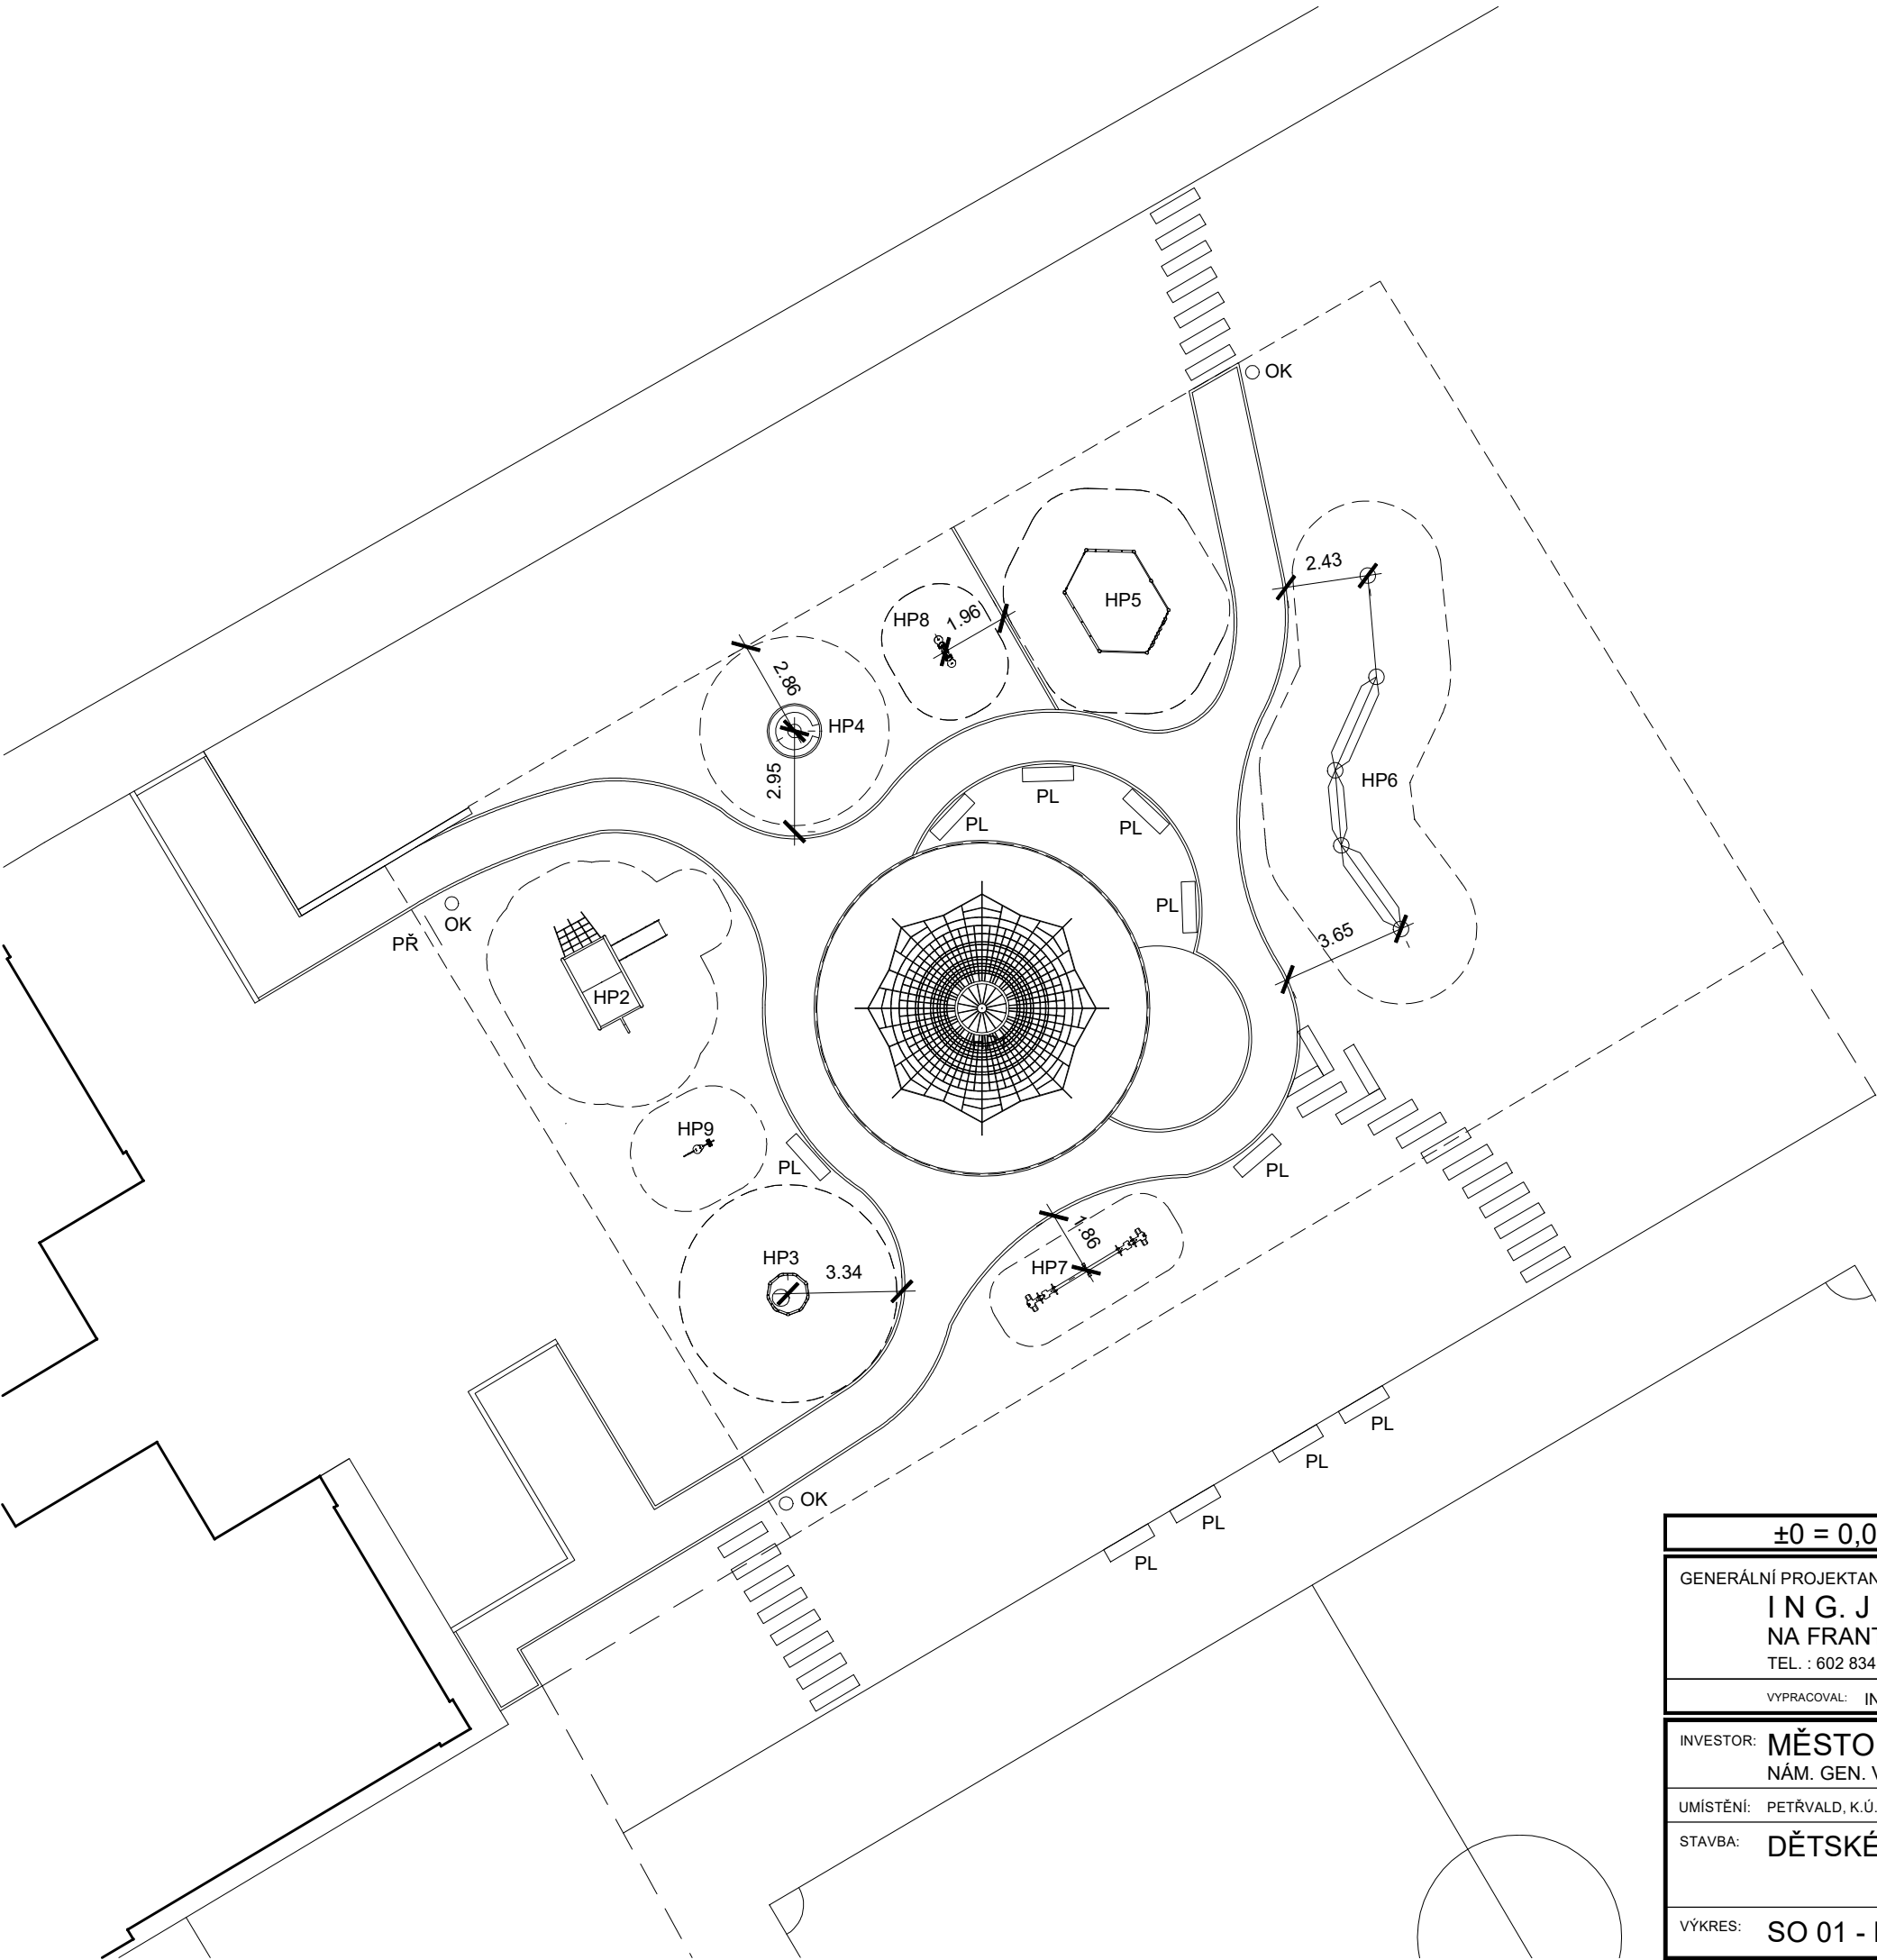 OK
2.43
HP5
HP8
1.96
2.86
HP4
2.95
HP6
PL
PL
PL
PL
OK
PŘ
3.65
HP2
HP9
PL
PL
1.86
HP3
3.34
HP7
PL
PL
OK
PL
PL
±0 = 0,0
GENERÁLNÍ PROJEKTAN
I N G. J
NA FRANT
TEL. : 602 834
VYPRACOVAL: IN
INVESTOR: MĚSTO
NÁM. GEN. V
UMÍSTĚNÍ: PETŘVALD, K.Ú.
STAVBA: DĚTSKÉ
VÝKRES: SO 01 -